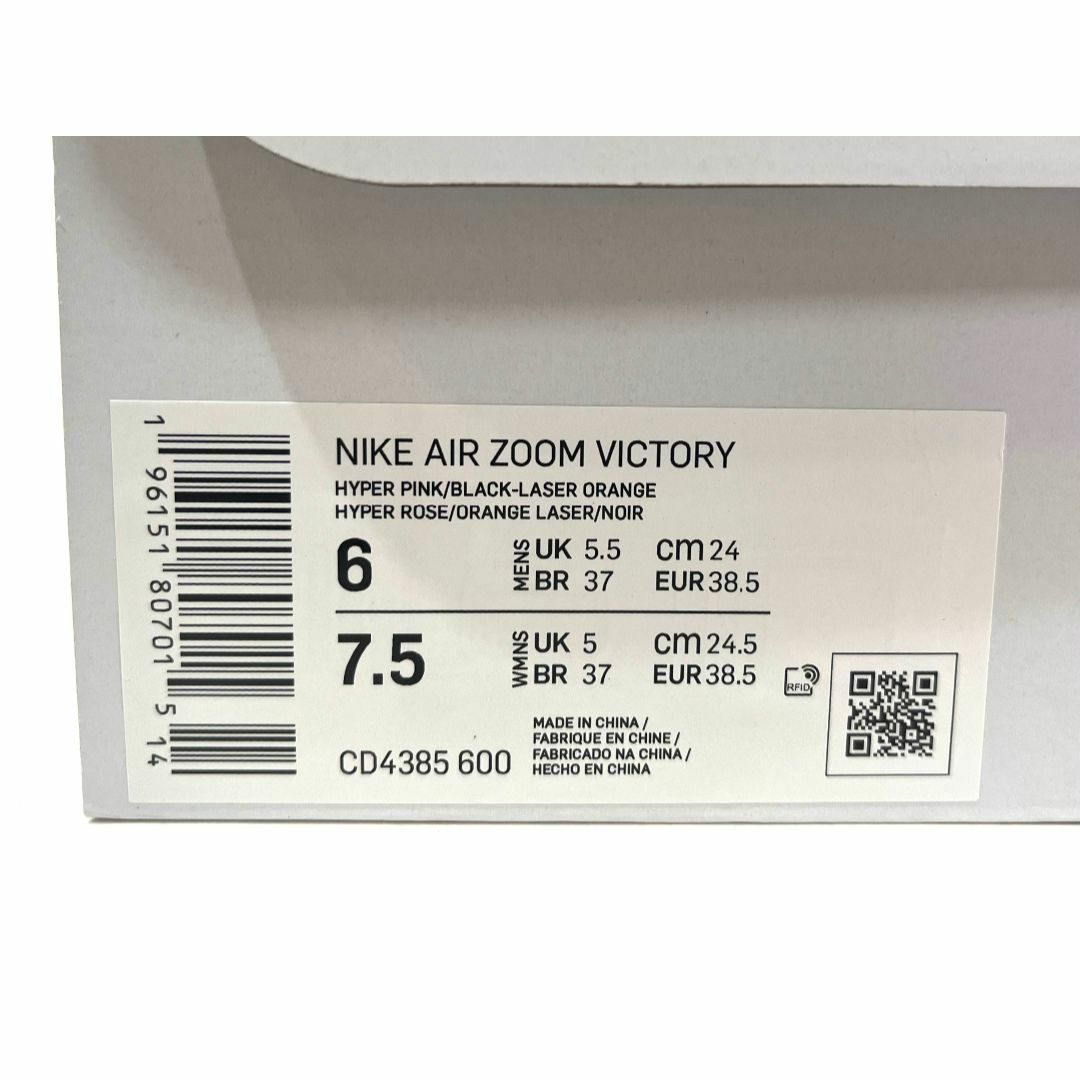 NIKE AIR ZOOM VICTORY
HYPER PINK/BLACK-LASER ORANGE
HYPER ROSE/ORANGE LASER/NOIR
6 MENS UK 5.5 cm 24
BR 37 EUR 38.5
7.5 WMNS UK 5 cm 24.5
BR 37 EUR 38.5
RFID
CD4385 600
MADE IN CHINA /
FABRIQUE EN CHINE /
FABRICADO NA CHINA /
HECHO EN CHINA
1 96151 80701 5 14